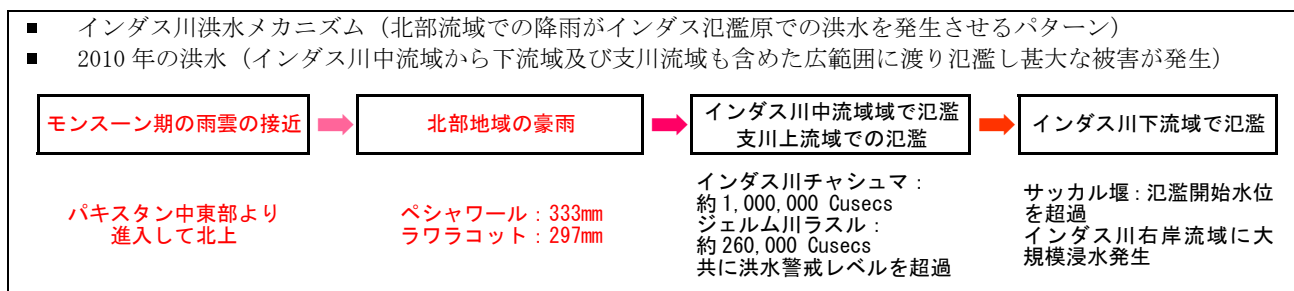 ■ インダス川洪水メカニズム（北部流域での降雨がインダス氾濫原での洪水を発生させるパターン）
■ 2010 年の洪水（インダス川中流域から下流域及び支川流域も含めた広範囲に渡り氾濫し甚大な被害が発生）
モンスーン期の雨雲の接近
北部地域の豪雨
インダス川中流域域で氾濫
支川上流域での氾濫
インダス川下流域で氾濫
パキスタン中東部より
進入して北上
ペシャワール：333mm
ラワラコット：297mm
インダス川チャシュマ：
約 1,000,000 Cusecs
ジェルム川ラスル：
約 260,000 Cusecs
共に洪水警戒レベルを超過
サッカル堰：氾濫開始水位
を超過
インダス川右岸流域に大
規模浸水発生